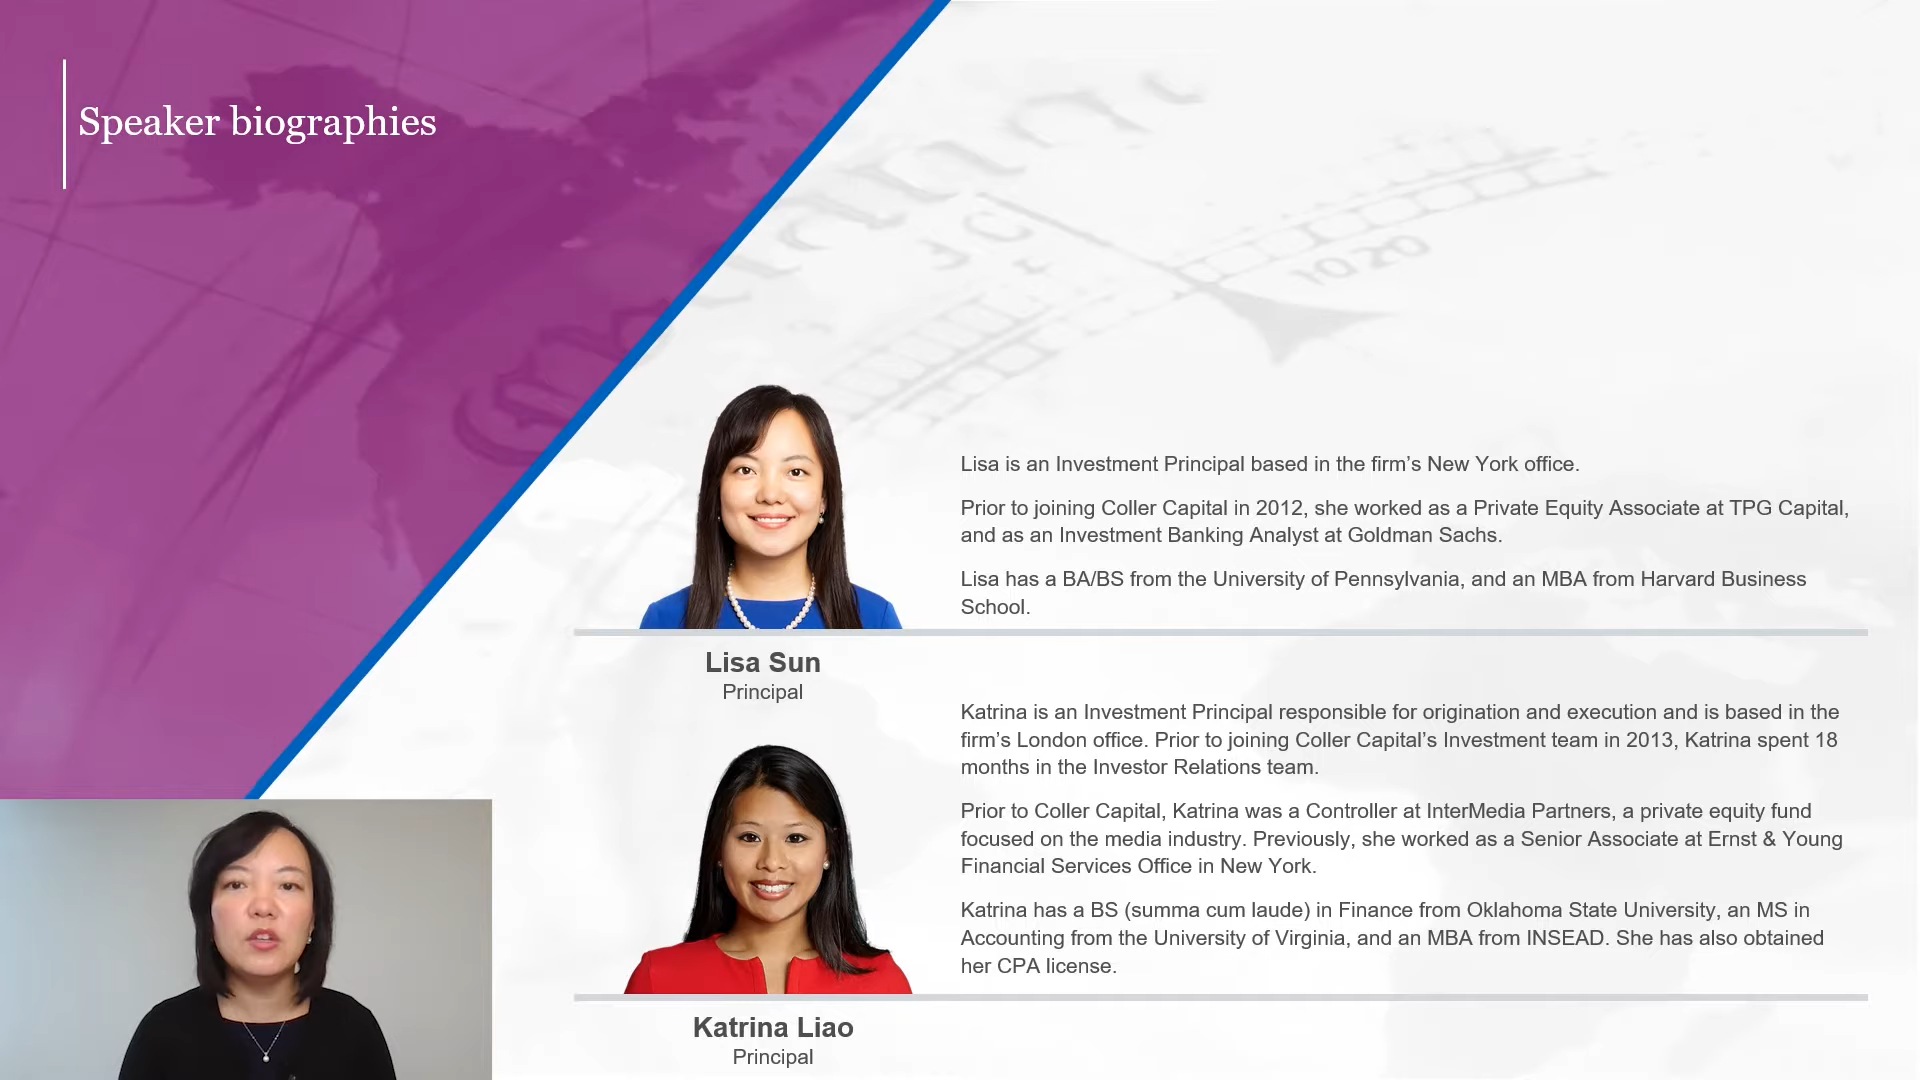 Speaker biographies
1020
Lisa is an Investment Principal based in the firm’s New York office.
Prior to joining Coller Capital in 2012, she worked as a Private Equity Associate at TPG Capital,
and as an Investment Banking Analyst at Goldman Sachs.
Lisa has a BA/BS from the University of Pennsylvania, and an MBA from Harvard Business
School.
Lisa Sun
Principal
Katrina is an Investment Principal responsible for origination and execution and is based in the
firm’s London office. Prior to joining Coller Capital’s Investment team in 2013, Katrina spent 18
months in the Investor Relations team.
Prior to Coller Capital, Katrina was a Controller at InterMedia Partners, a private equity fund
focused on the media industry. Previously, she worked as a Senior Associate at Ernst & Young
Financial Services Office in New York.
Katrina has a BS (summa cum laude) in Finance from Oklahoma State University, an MS in
Accounting from the University of Virginia, and an MBA from INSEAD. She has also obtained
her CPA license.
Katrina Liao
Principal